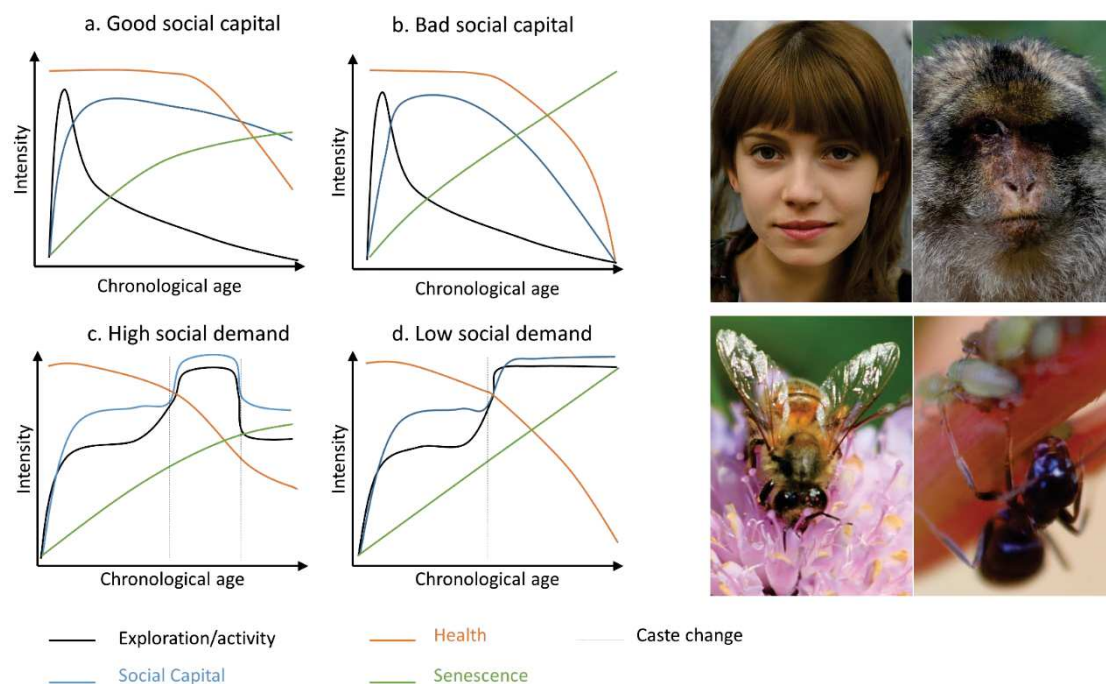 a. Good social capital
b. Bad social capital
Intensity
Chronological age
Intensity
Chronological age
c. High social demand
d. Low social demand
Intensity
Chronological age
Intensity
Chronological age
Exploration/activity
Health
Caste change
Social Capital
Senescence